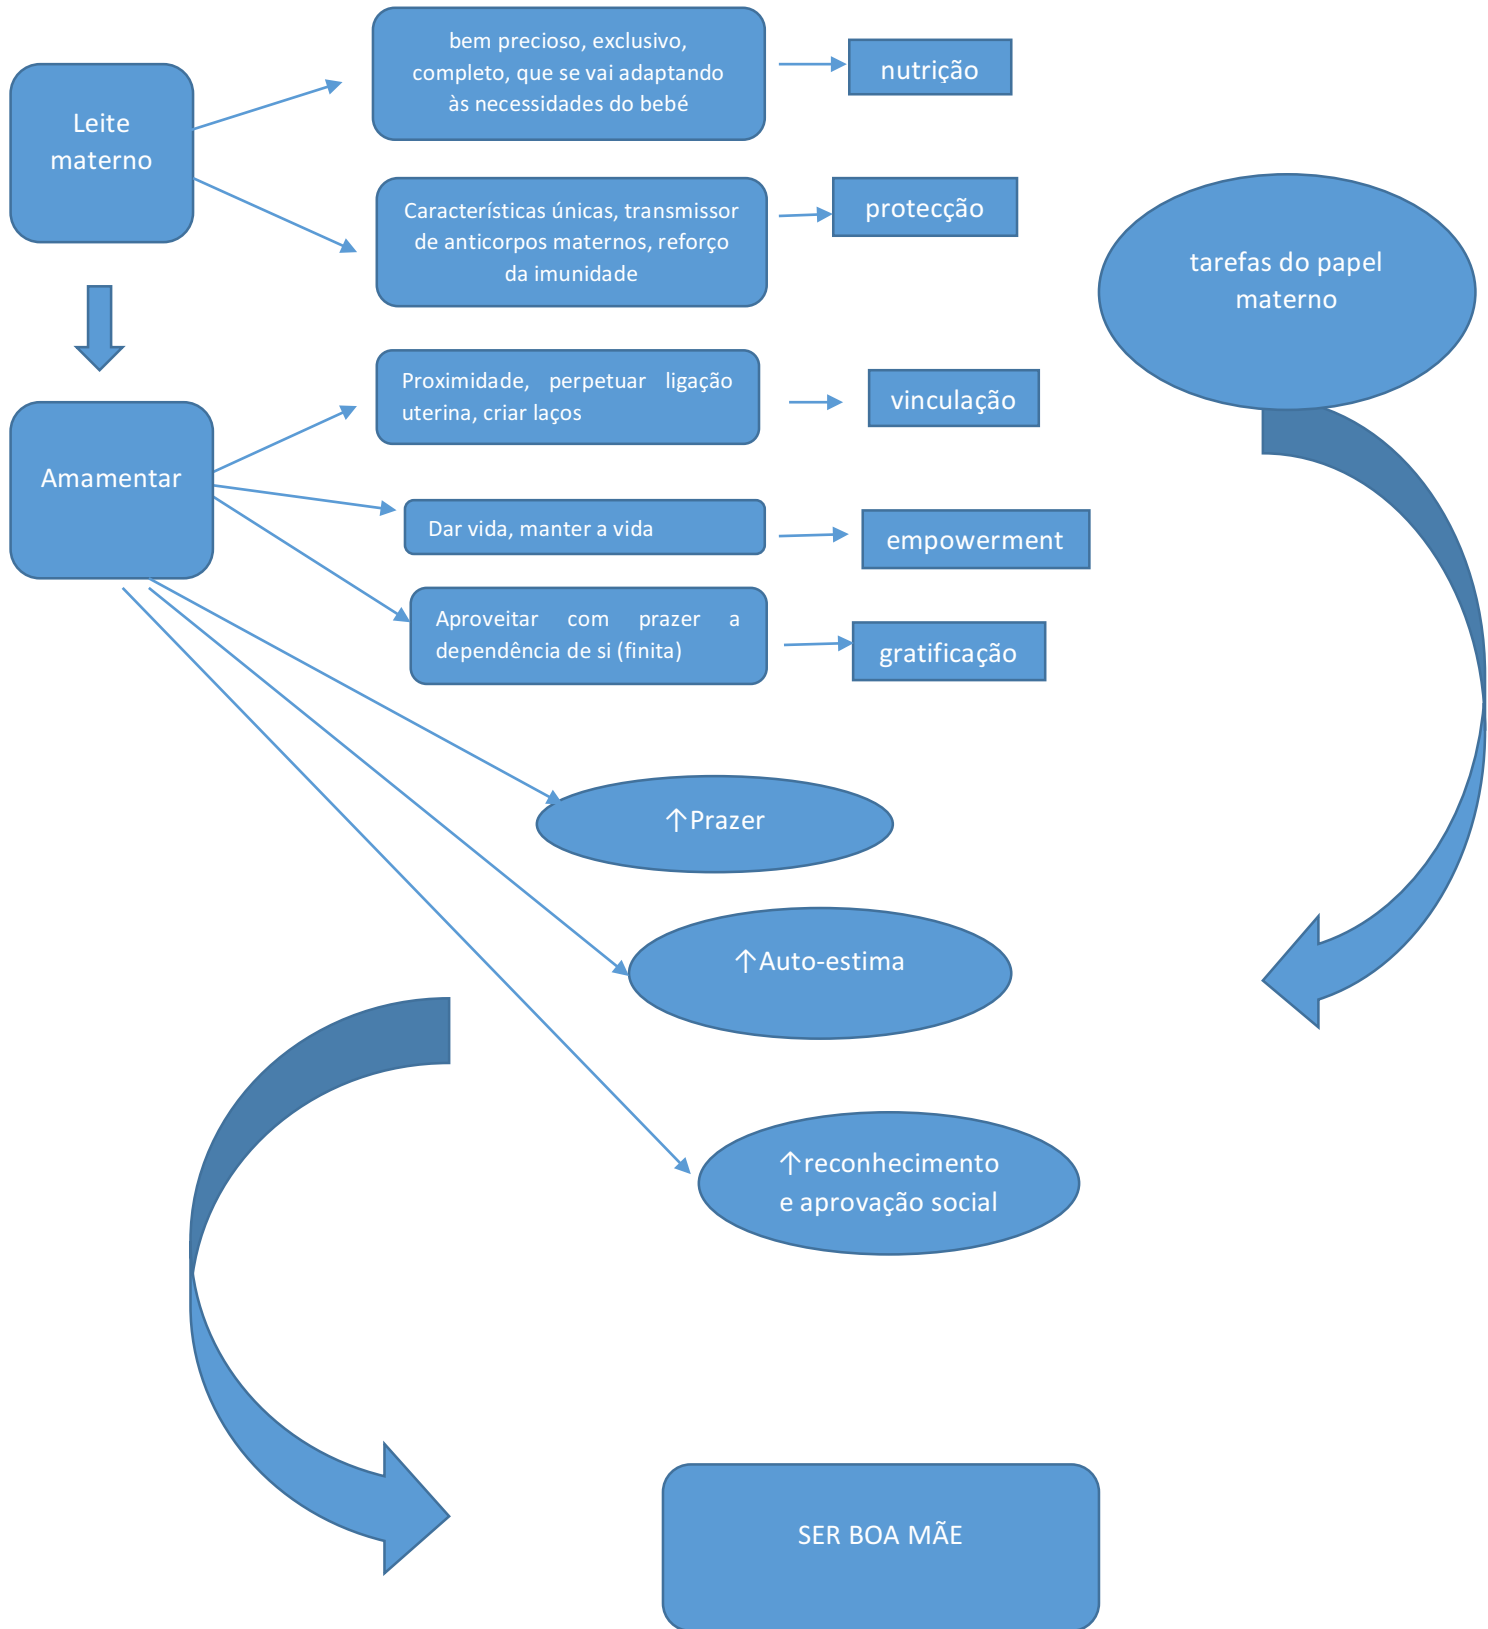 bem precioso, exclusivo,
completo, que se vai adaptando
às necessidades do bebé
nutrição
Leite
materno
Características únicas, transmissor
de anticorpos maternos, reforço
da imunidade
protecção
tarefas do papel
materno
Proximidade, perpetuar ligação
uterina, criar laços
vinculação
Amamentar
Dar vida, manter a vida
empowerment
Aproveitar com prazer a
dependência de si (finita)
gratificação
↑Prazer
↑Auto-estima
↑reconhecimento
e aprovação social
SER BOA MÃE